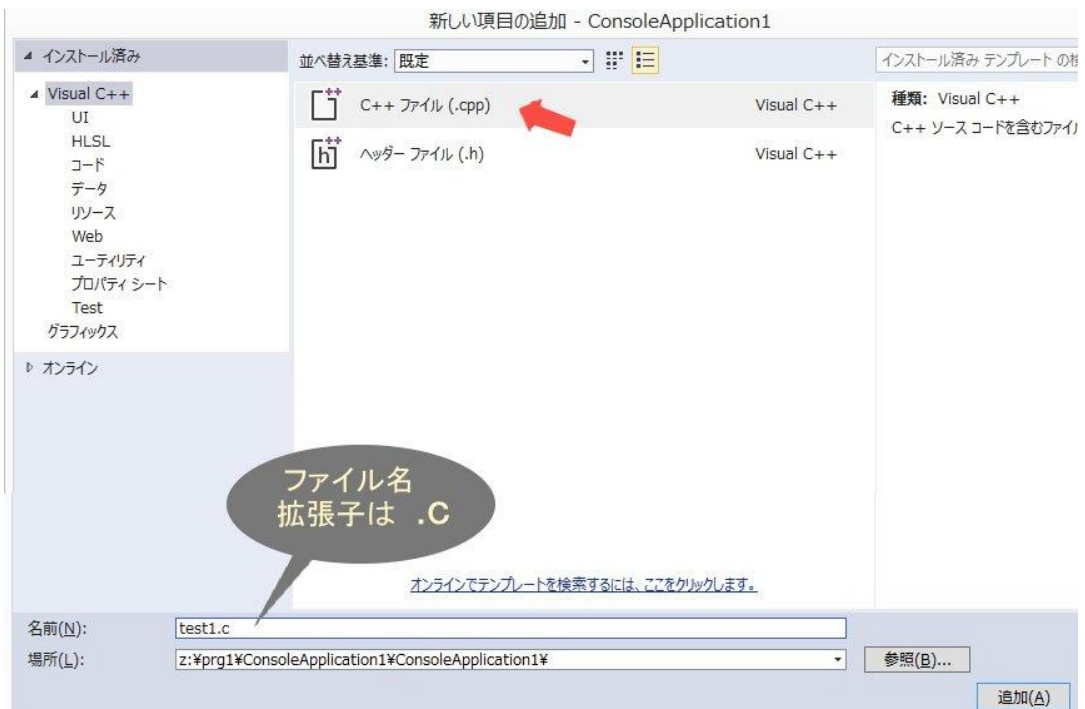 新しい項目の追加 - ConsoleApplication1
インストール済み
並べ替え基準: 既定
インストール済み テンプレート の検
Visual C++
UI
HLSL
コード
データ
リソース
Web
ユーティリティ
プロパティ シート
Test
グラフィックス
オンライン
C++ ファイル (.cpp) Visual C++
ヘッダー ファイル (.h) Visual C++
種類: Visual C++
C++ ソース コードを含むファイル
ファイル名
拡張子は .C
オンラインでテンプレートを検索するには、ここをクリックします。
名前(N): test1.c
場所(L): z:¥prg1¥ConsoleApplication1¥ConsoleApplication1¥ 参照(B)...
追加(A)